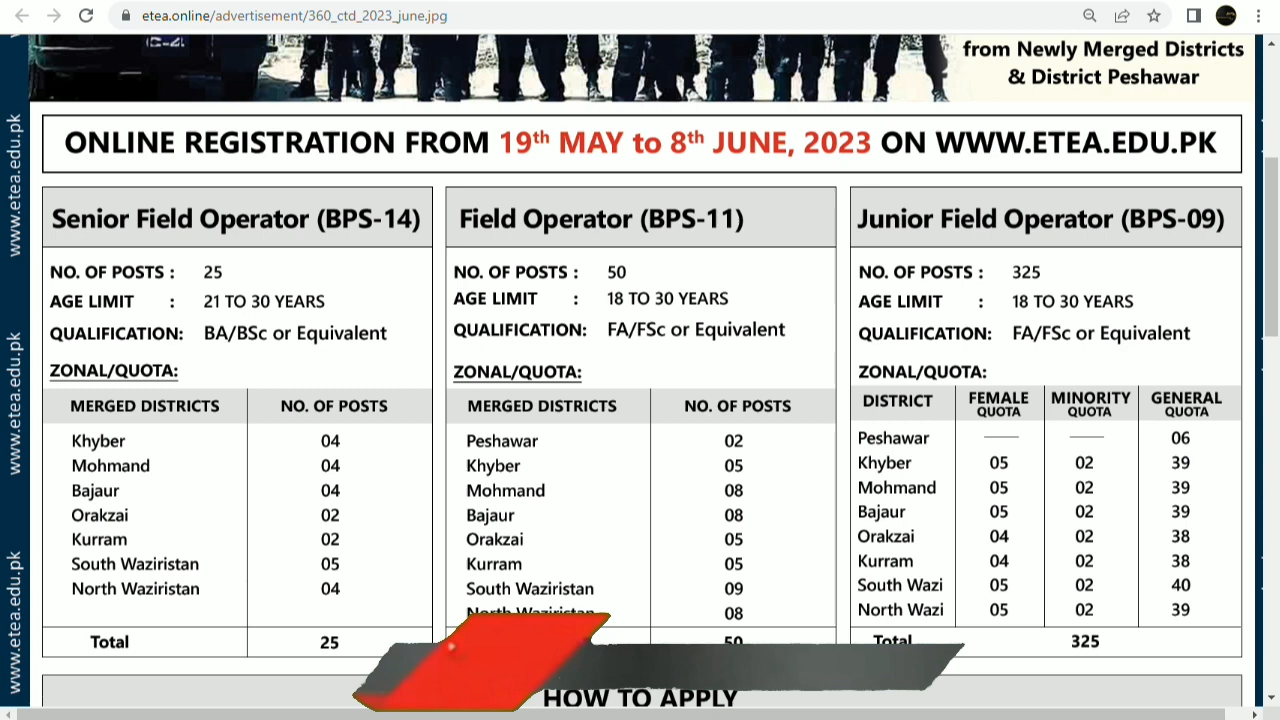 etea.online/advertisement/360_ctd_2023_june.jpg
from Newly Merged Districts
& District Peshawar
ONLINE REGISTRATION FROM 19th MAY to 8th JUNE, 2023 ON WWW.ETEA.EDU.PK
www.etea.edu.pk
www.etea.edu.pk
www.etea.edu.pk
Senior Field Operator (BPS-14)
NO. OF POSTS : 25
AGE LIMIT : 21 TO 30 YEARS
QUALIFICATION: BA/BSc or Equivalent
ZONAL/QUOTA:
MERGED DISTRICTS NO. OF POSTS
Khyber 04
Mohmand 04
Bajaur 04
Orakzai 02
Kurram 02
South Waziristan 05
North Waziristan 04
Total 25
Field Operator (BPS-11)
NO. OF POSTS : 50
AGE LIMIT : 18 TO 30 YEARS
QUALIFICATION: FA/FSc or Equivalent
ZONAL/QUOTA:
MERGED DISTRICTS NO. OF POSTS
Peshawar 02
Khyber 05
Mohmand 08
Bajaur 08
Orakzai 05
Kurram 05
South Waziristan 09
North Waziristan 08
50
Junior Field Operator (BPS-09)
NO. OF POSTS : 325
AGE LIMIT : 18 TO 30 YEARS
QUALIFICATION: FA/FSc or Equivalent
ZONAL/QUOTA:
DISTRICT FEMALE QUOTA MINORITY QUOTA GENERAL QUOTA
Peshawar —— —— 06
Khyber 05 02 39
Mohmand 05 02 39
Bajaur 05 02 39
Orakzai 04 02 38
Kurram 04 02 38
South Wazi 05 02 40
North Wazi 05 02 39
Total 325
HOW TO APPLY